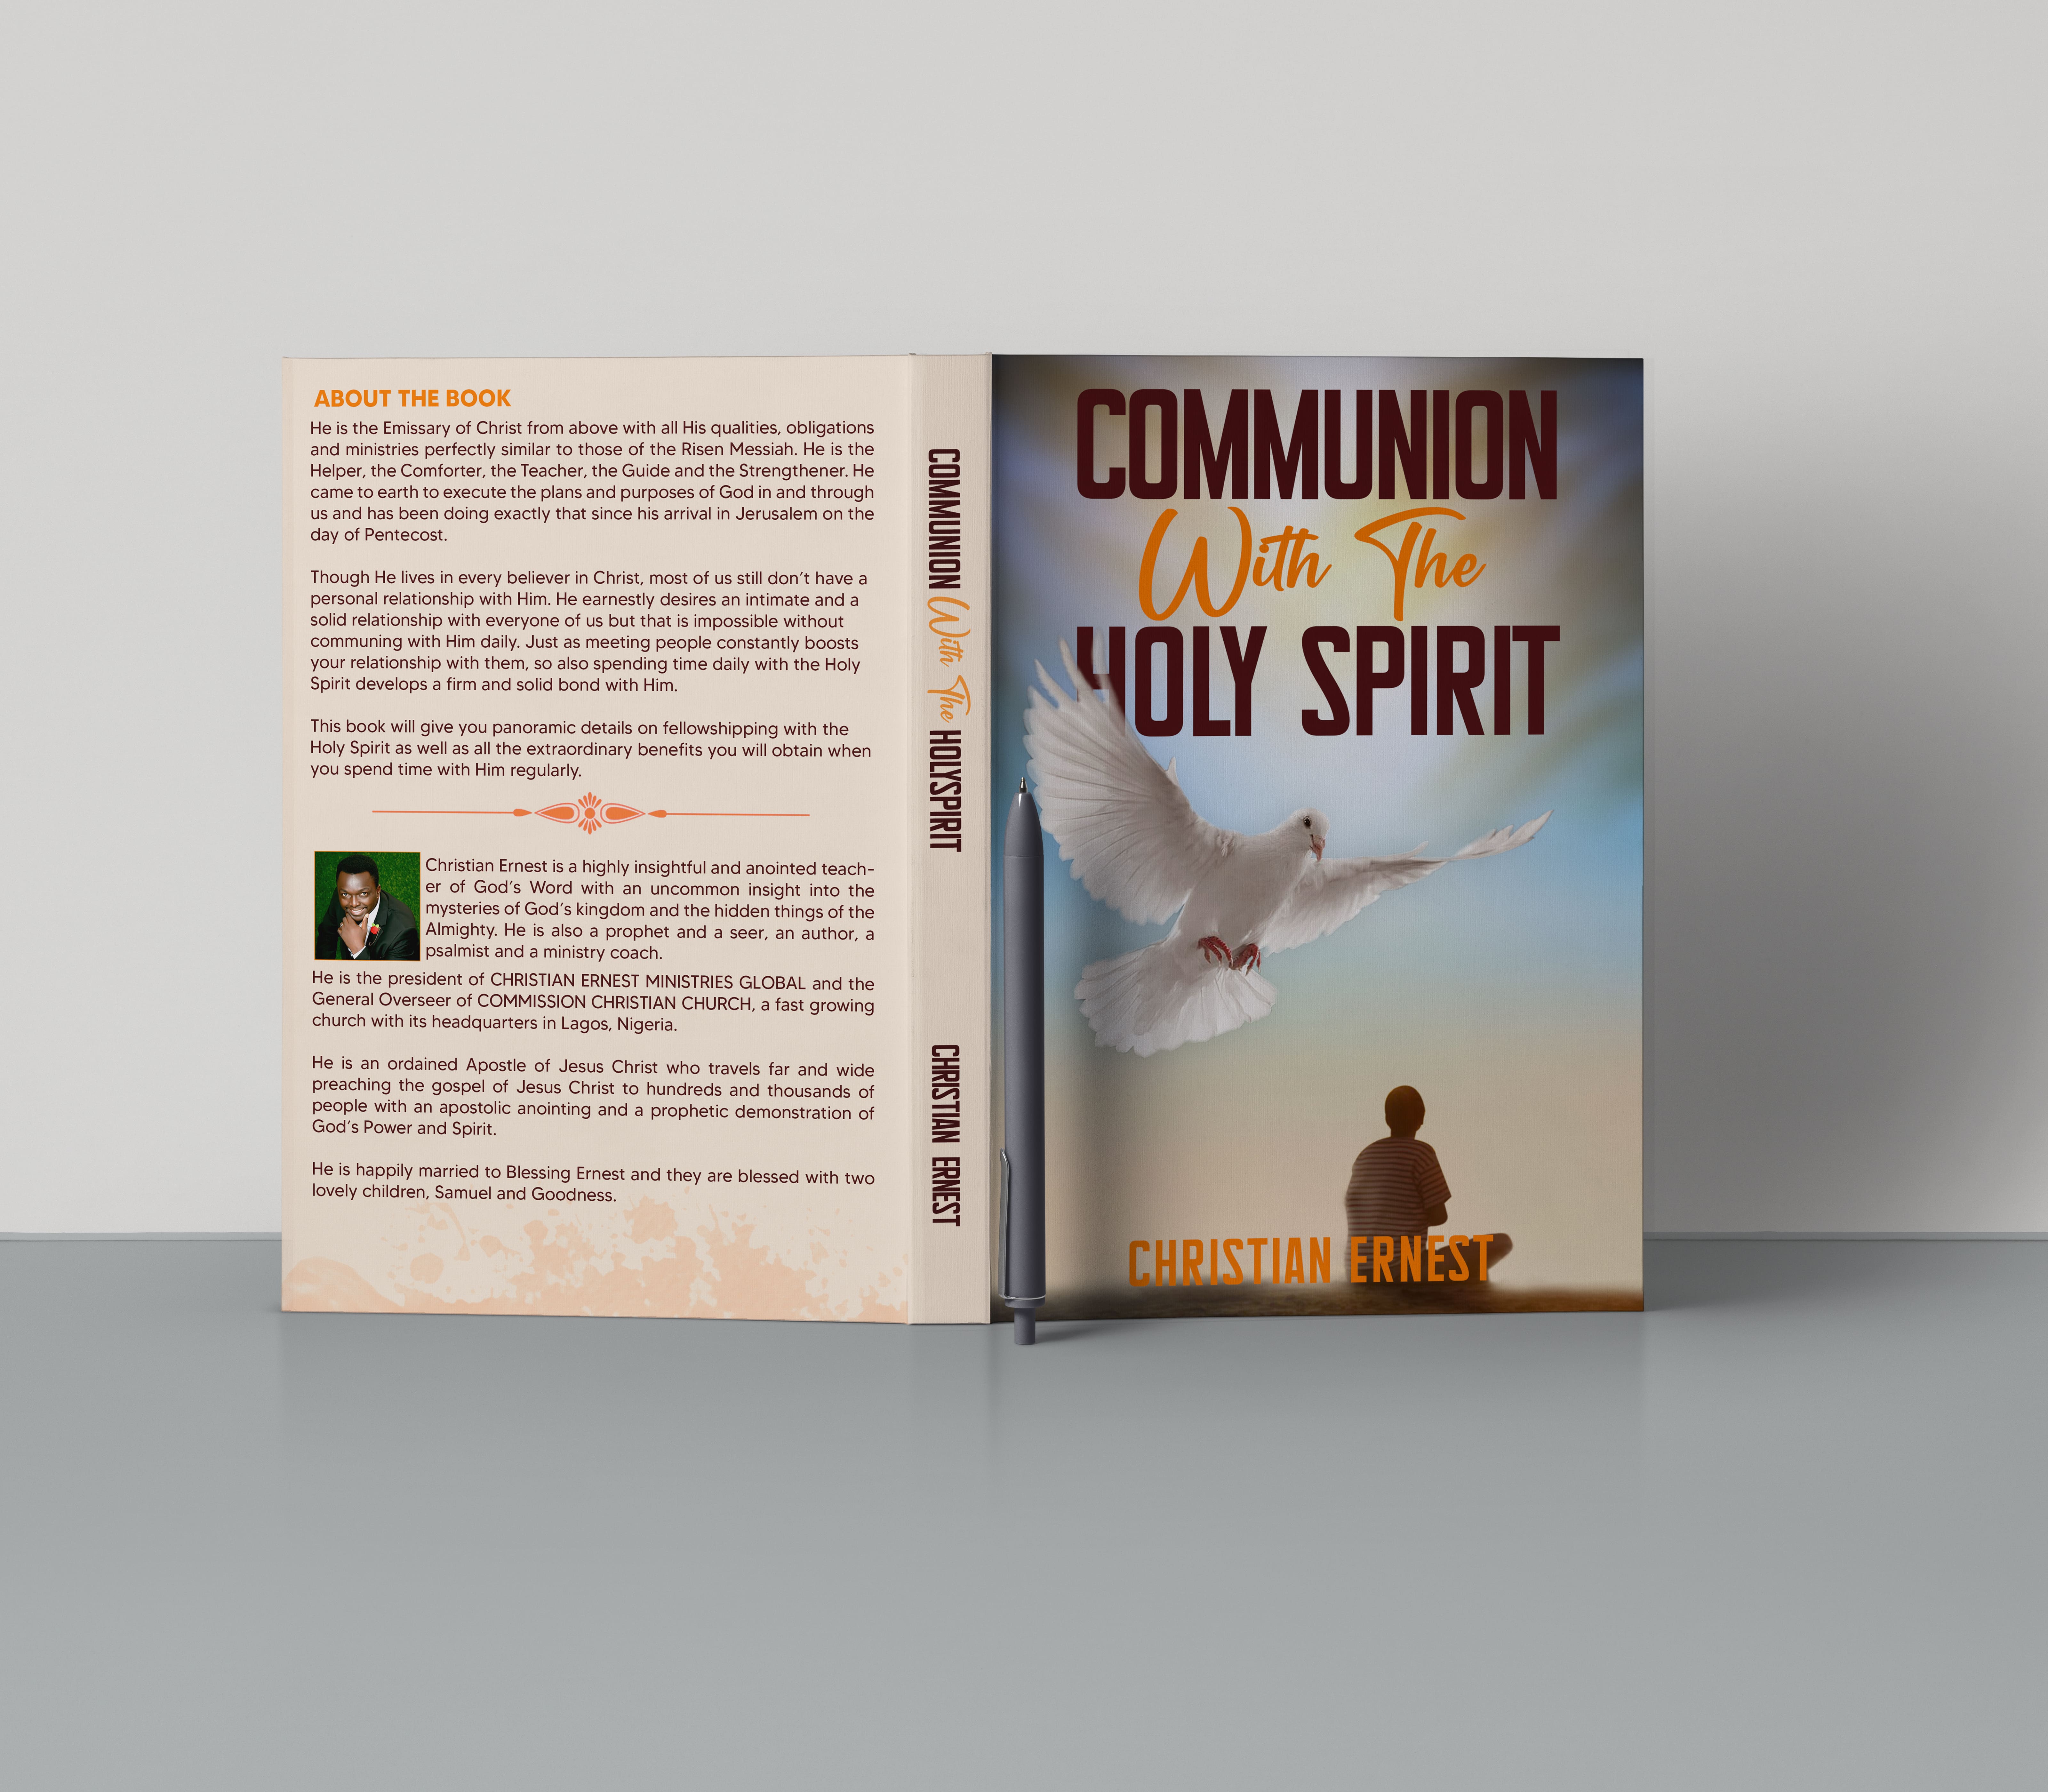 ABOUT THE BOOK
He is the Emissary of Christ from above with all His qualities, obligations
and ministries perfectly similar to those of the Risen Messiah. He is the
Helper, the Comforter, the Teacher, the Guide and the Strengthener. He
came to earth to execute the plans and purposes of God in and through
us and has been doing exactly that since his arrival in Jerusalem on the
day of Pentecost.
Though He lives in every believer in Christ, most of us still don't have a
personal relationship with Him. He earnestly desires an intimate and a
solid relationship with everyone of us but that is impossible without
communing with Him daily. Just as meeting people constantly boosts
your relationship with them, so also spending time daily with the Holy
Spirit develops a firm and solid bond with Him.
This book will give you panoramic details on fellowshipping with the
Holy Spirit as well as all the extraordinary benefits you will obtain when
you spend time with Him regularly.
Christian Ernest is a highly insightful and anointed teach-
er of God's Word with an uncommon insight into the
mysteries of God's kingdom and the hidden things of the
Almighty. He is also a prophet and a seer, an author, a
psalmist and a ministry coach.
He is the president of CHRISTIAN ERNEST MINISTRIES GLOBAL and the
General Overseer of COMMISSION CHRISTIAN CHURCH, a fast growing
church with its headquarters in Lagos, Nigeria.
He is an ordained Apostle of Jesus Christ who travels far and wide
preaching the gospel of Jesus Christ to hundreds and thousands of
people with an apostolic anointing and a prophetic demonstration of
God's Power and Spirit.
He is happily married to Blessing Ernest and they are blessed with two
lovely children, Samuel and Goodness.
COMMUNION With The HOLYSPIRIT
CHRISTIAN ERNEST
COMMUNION
With The
HOLY SPIRIT
CHRISTIAN ERNEST